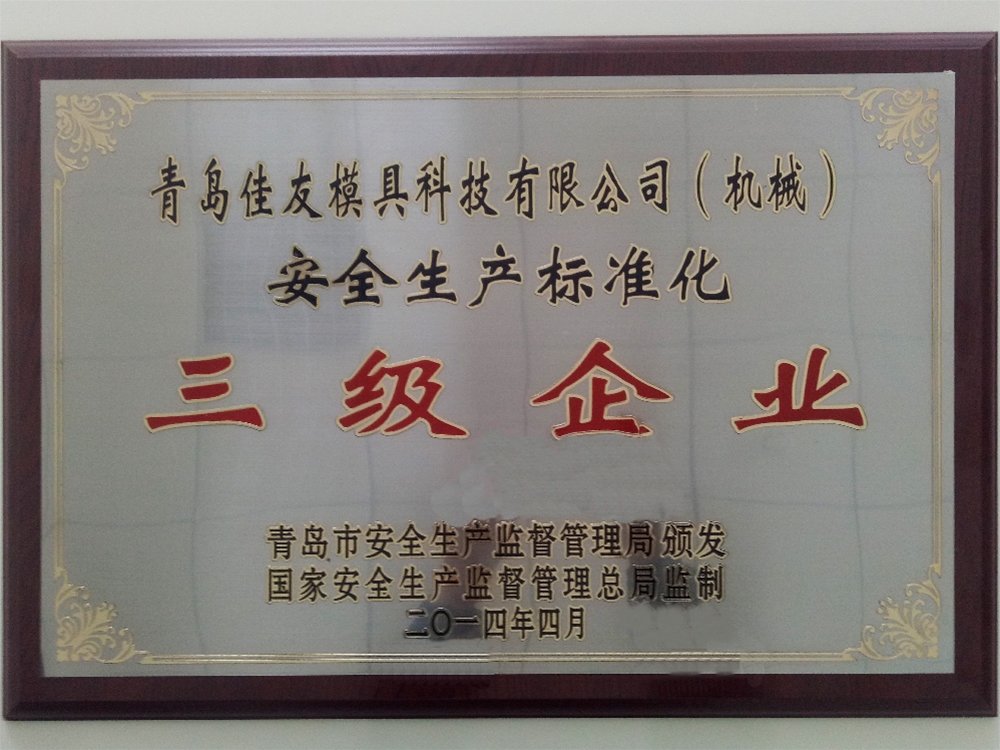 青岛佳友模具科技有限公司（机械）
安全生产标准化
三级企业
青岛市安全生产监督管理局颁发
国家安全生产监督管理总局监制
二〇一四年四月